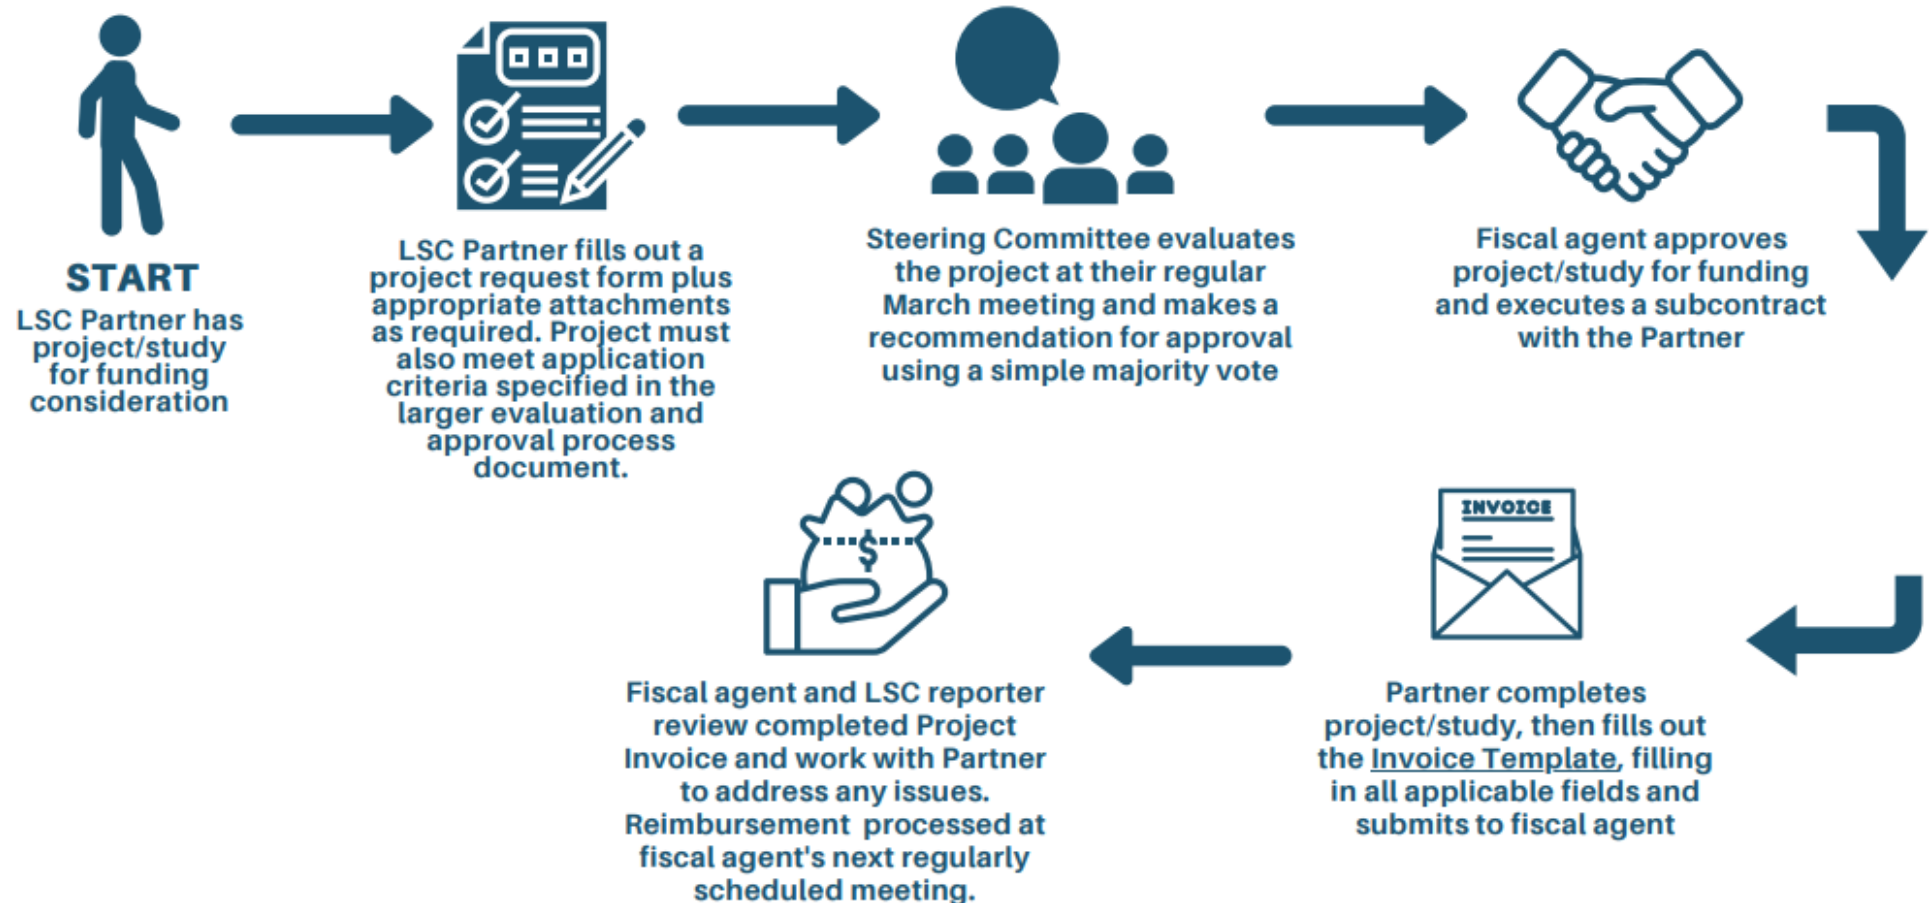 START
LSC Partner has
project/study
for funding
consideration
LSC Partner fills out a
project request form plus
appropriate attachments
as required. Project must
also meet application
criteria specified in the
larger evaluation and
approval process
document.
Steering Committee evaluates
the project at their regular
March meeting and makes a
recommendation for approval
using a simple majority vote
Fiscal agent approves
project/study for funding
and executes a subcontract
with the Partner
INVOICE
Partner completes
project/study, then fills out
the Invoice Template, filling
in all applicable fields and
submits to fiscal agent
$
Fiscal agent and LSC reporter
review completed Project
Invoice and work with Partner
to address any issues.
Reimbursement processed at
fiscal agent's next regularly
scheduled meeting.